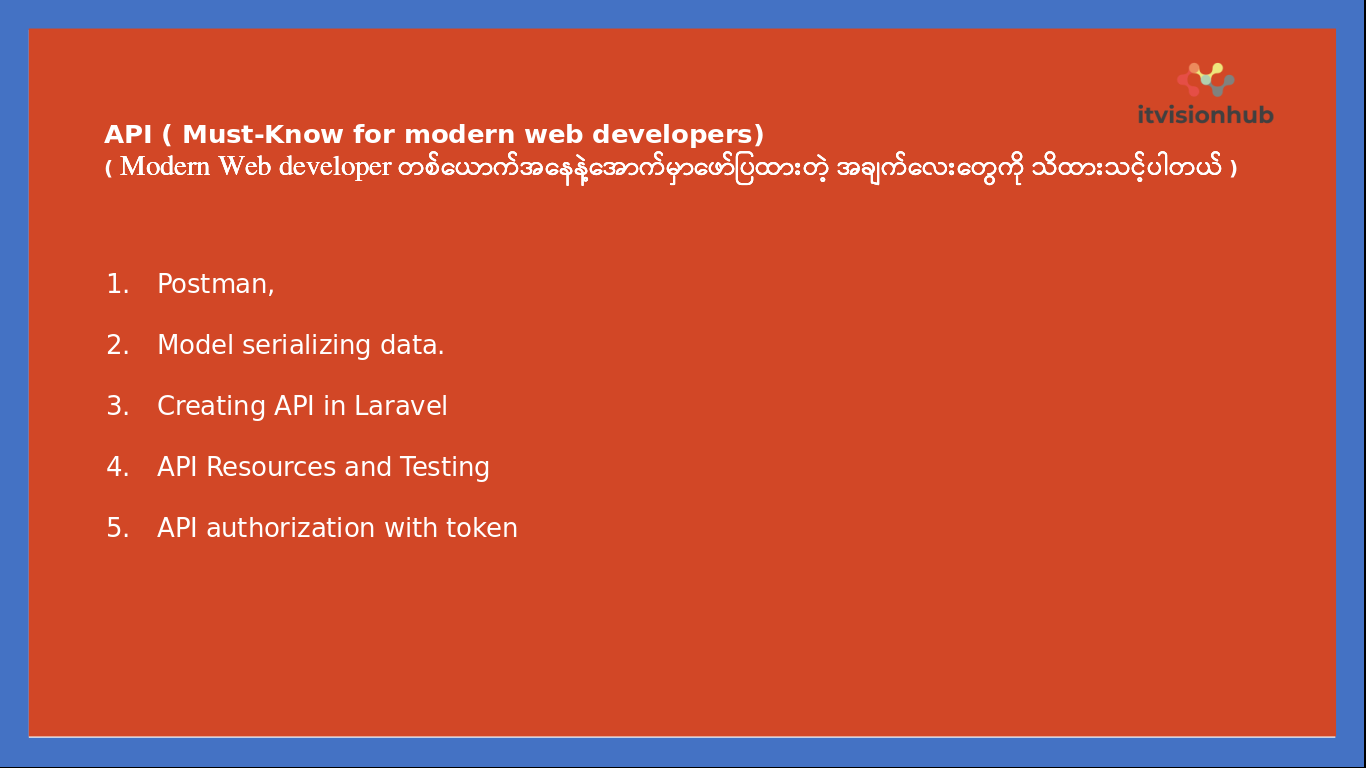 itvisionhub
API ( Must-Know for modern web developers)
( Modern Web developer တစ်ယောက်အနေနဲ့အောက်မှာဖော်ပြထားတဲ့ အချက်လေးတွေကို သိထားသင့်ပါတယ် )
1. Postman,
2. Model serializing data.
3. Creating API in Laravel
4. API Resources and Testing
5. API authorization with token